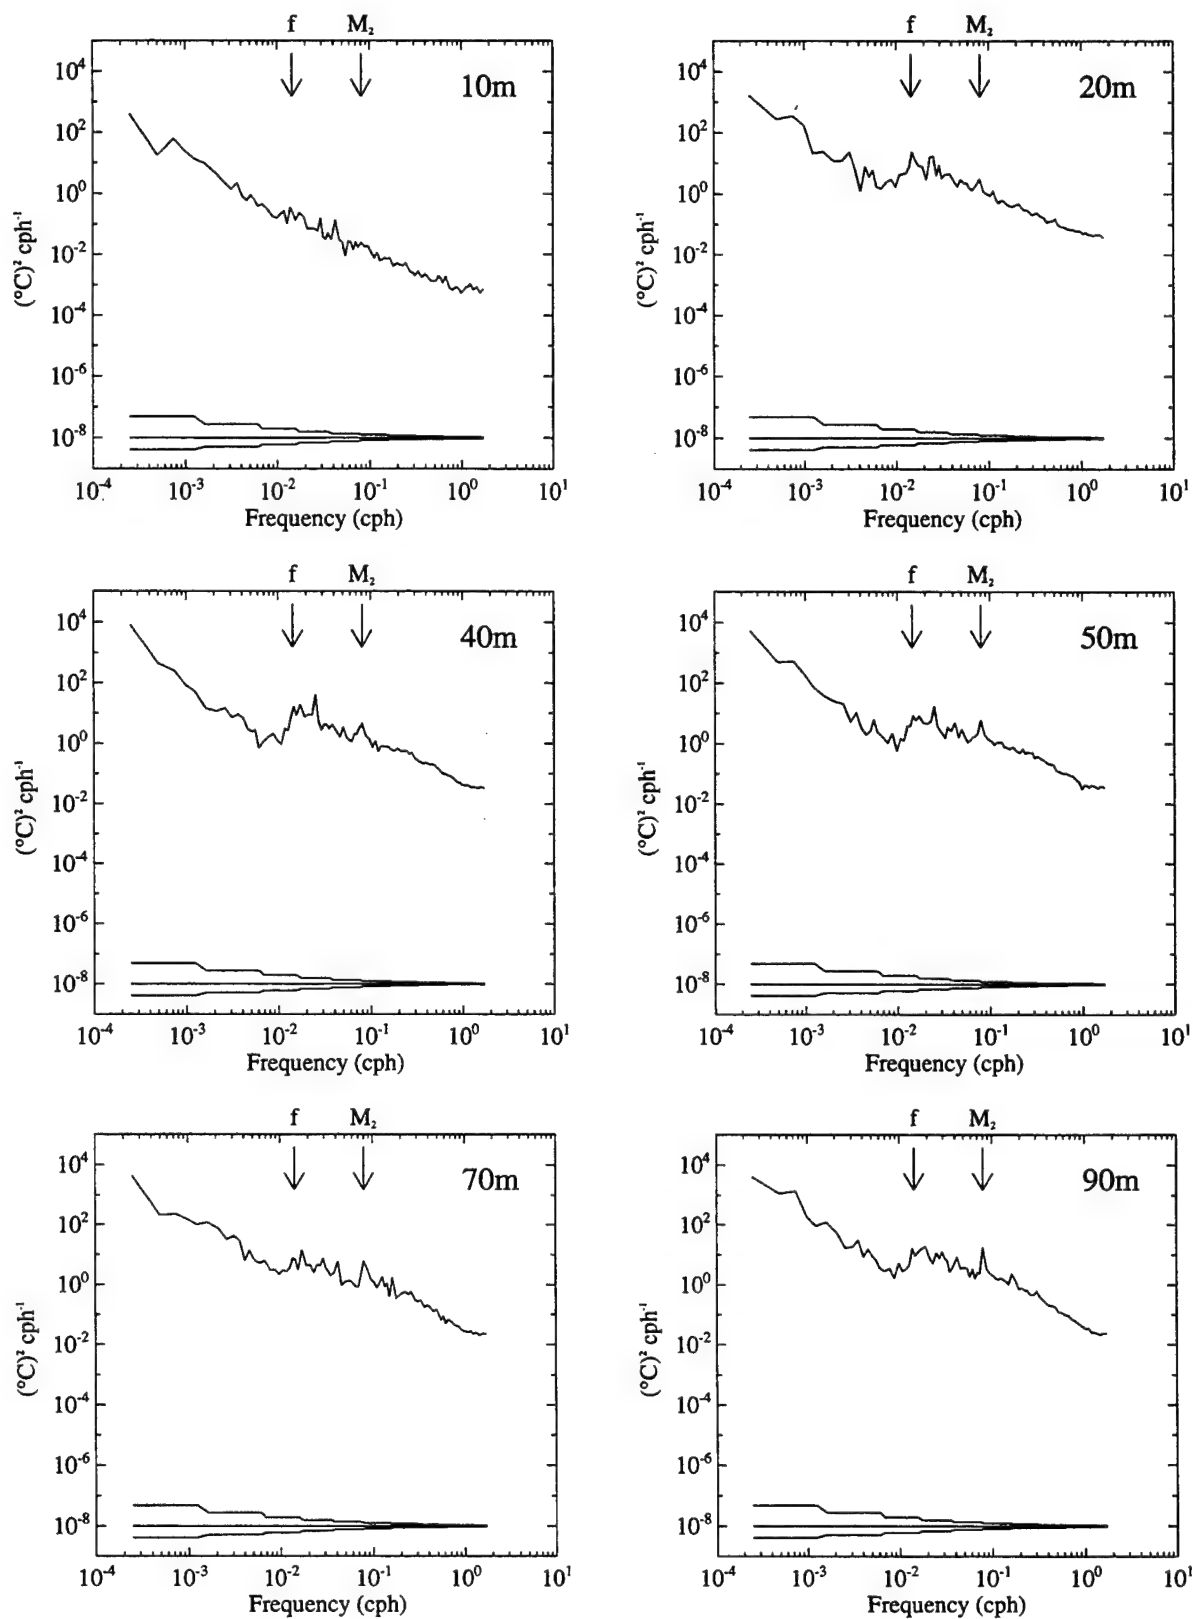 f M₂
10m
10⁴
10²
10⁰
10⁻²
10⁻⁴
10⁻⁶
10⁻⁸
(°C)² cph⁻¹
10⁻⁴ 10⁻³ 10⁻² 10⁻¹ 10⁰ 10¹
Frequency (cph)
f M₂
20m
10⁴
10²
10⁰
10⁻²
10⁻⁴
10⁻⁶
10⁻⁸
(°C)² cph⁻¹
10⁻⁴ 10⁻³ 10⁻² 10⁻¹ 10⁰ 10¹
Frequency (cph)
f M₂
40m
10⁴
10²
10⁰
10⁻²
10⁻⁴
10⁻⁶
10⁻⁸
(°C)² cph⁻¹
10⁻⁴ 10⁻³ 10⁻² 10⁻¹ 10⁰ 10¹
Frequency (cph)
f M₂
50m
10⁴
10²
10⁰
10⁻²
10⁻⁴
10⁻⁶
10⁻⁸
(°C)² cph⁻¹
10⁻⁴ 10⁻³ 10⁻² 10⁻¹ 10⁰ 10¹
Frequency (cph)
f M₂
70m
10⁴
10²
10⁰
10⁻²
10⁻⁴
10⁻⁶
10⁻⁸
(°C)² cph⁻¹
10⁻⁴ 10⁻³ 10⁻² 10⁻¹ 10⁰ 10¹
Frequency (cph)
f M₂
90m
10⁴
10²
10⁰
10⁻²
10⁻⁴
10⁻⁶
10⁻⁸
(°C)² cph⁻¹
10⁻⁴ 10⁻³ 10⁻² 10⁻¹ 10⁰ 10¹
Frequency (cph)